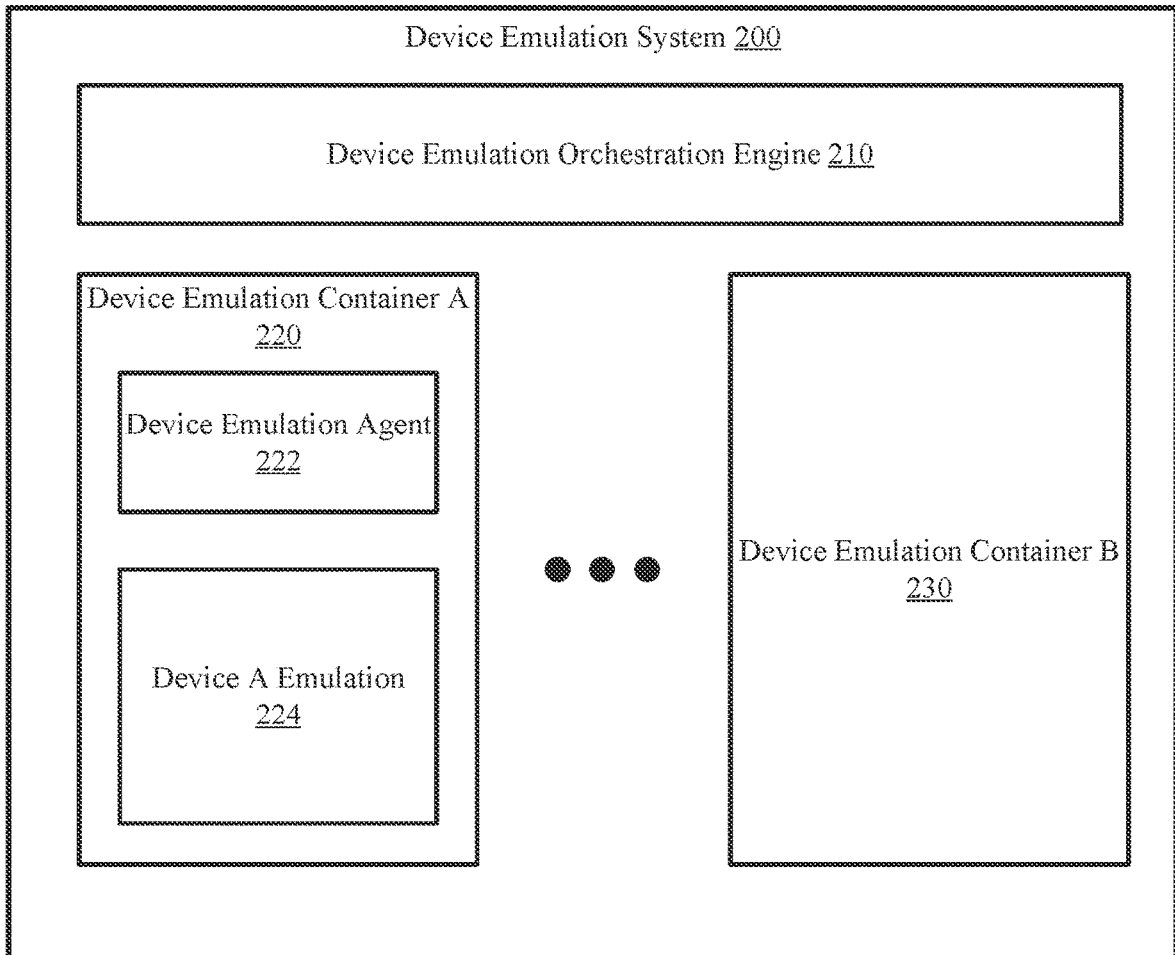 Device Emulation System 200
Device Emulation Orchestration Engine 210
Device Emulation Container A
220
Device Emulation Agent
222
Device A Emulation
224
Device Emulation Container B
230